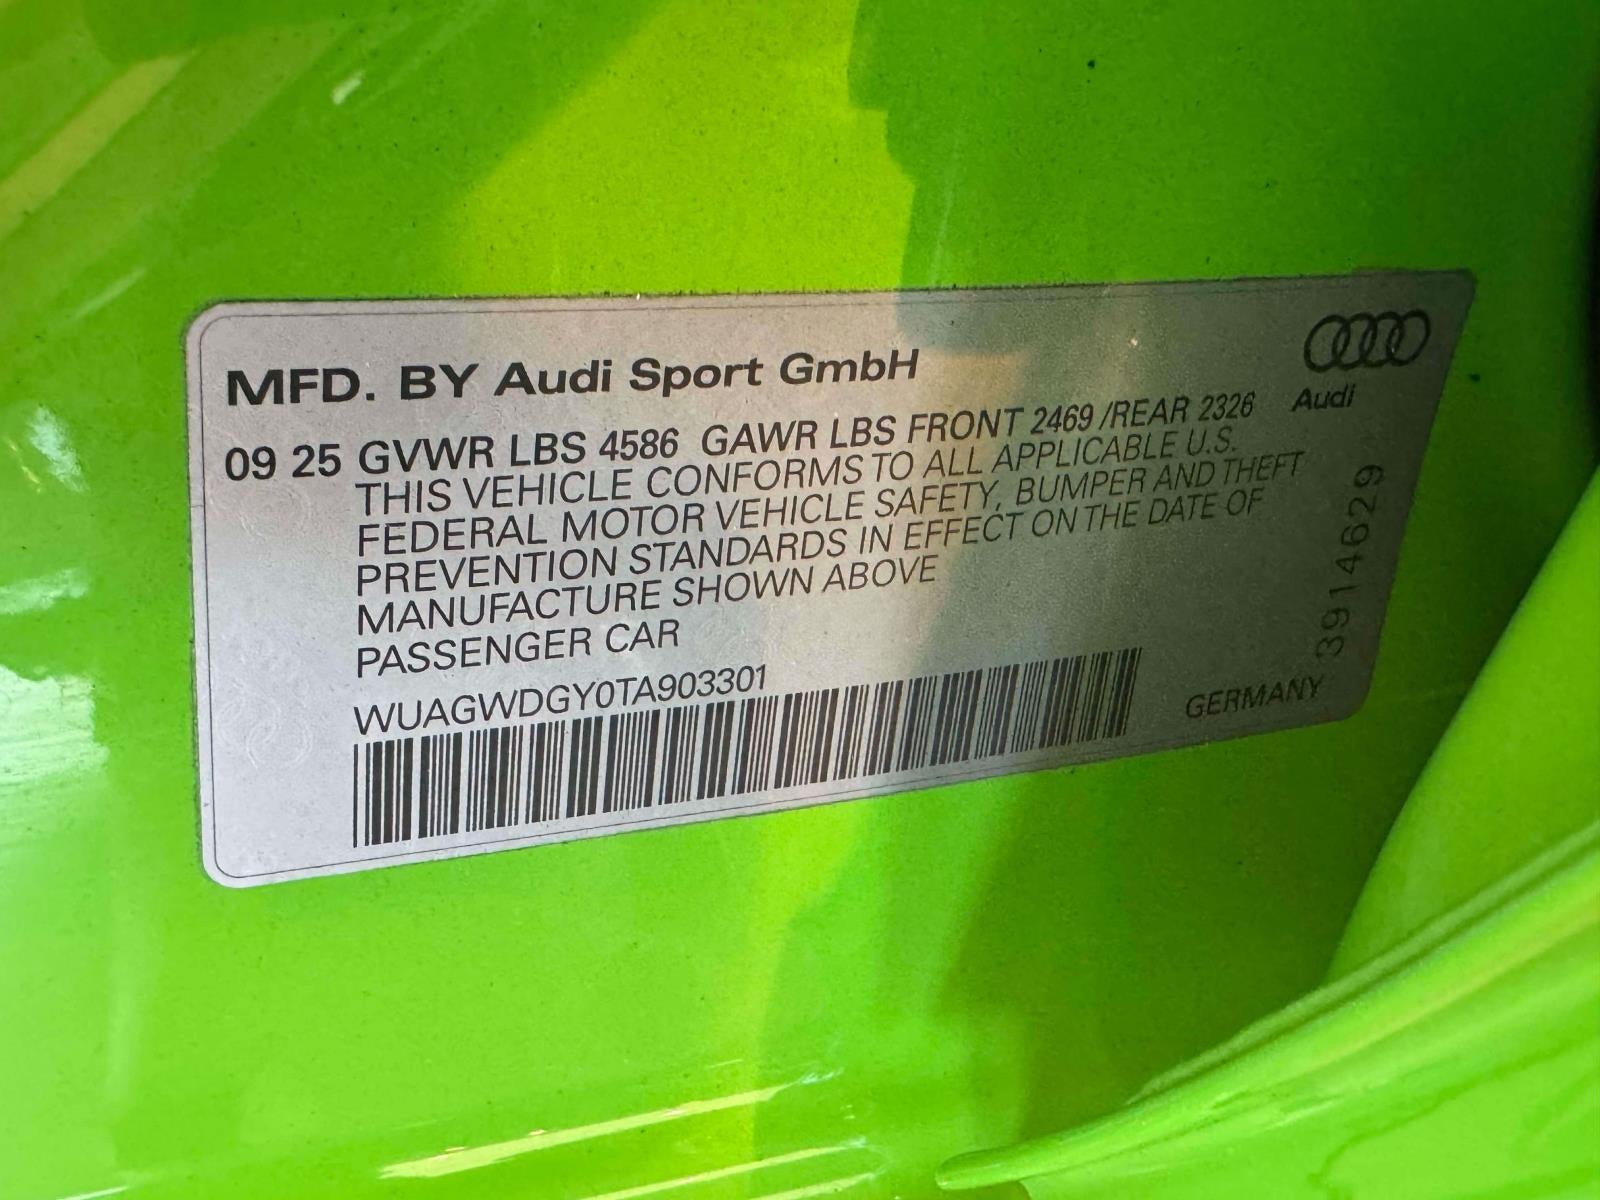 MFD. BY Audi Sport GmbH
Audi
09 25 GVWR LBS 4586 GAWR LBS FRONT 2469 /REAR 2326
THIS VEHICLE CONFORMS TO ALL APPLICABLE U.S.
FEDERAL MOTOR VEHICLE SAFETY, BUMPER AND THEFT
PREVENTION STANDARDS IN EFFECT ON THE DATE OF
MANUFACTURE SHOWN ABOVE
PASSENGER CAR
WUAGWDGY0TA903301
GERMANY
3914629